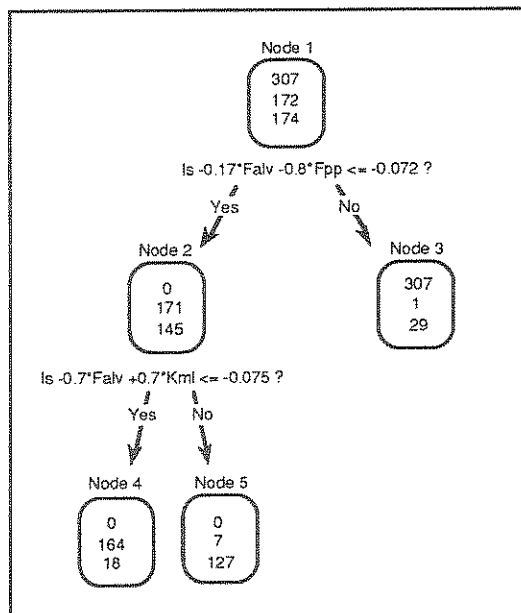 Node 1
307
172
174
Is -0.17*Falv -0.8*Fpp <= -0.072 ?
Yes No
Node 2 Node 3
0
171
145
307
1
29
Is -0.7*Falv +0.7*Kml <= -0.075 ?
Yes No
Node 4 Node 5
0
164
18
0
7
127